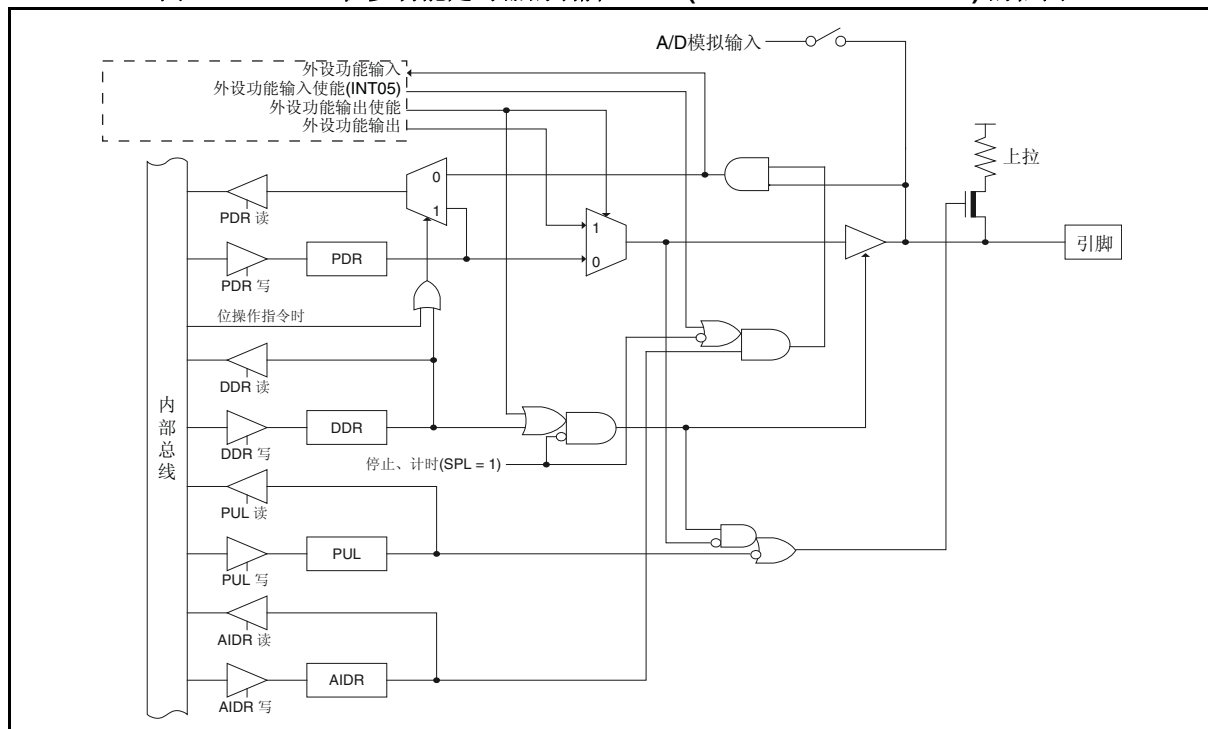 A/D模拟输入
外设功能输入
外设功能输入使能(INT05)
外设功能输出使能
外设功能输出
上拉
0
1
PDR 读
1
0
引脚
PDR
PDR 写
位操作指令时
DDR 读
内部总线
DDR
DDR 写
停止、计时(SPL = 1)
PUL 读
PUL
PUL 写
AIDR 读
AIDR
AIDR 写